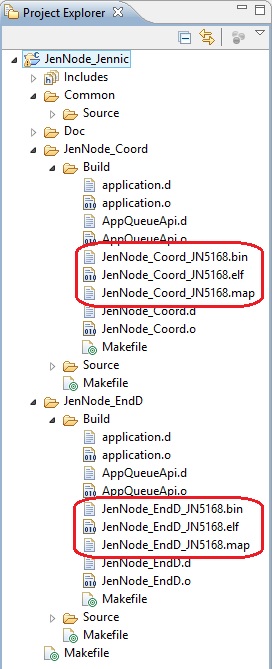 Project Explorer
JenNode_Jennic
Includes
Common
Source
Doc
JenNode_Coord
Build
application.d
application.o
AppQueueApi.d
AppQueueApi.o
JenNode_Coord_JN5168.bin
JenNode_Coord_JN5168.elf
JenNode_Coord_JN5168.map
JenNode_Coord.d
JenNode_Coord.o
Makefile
Source
Makefile
JenNode_EndD
Build
application.d
application.o
AppQueueApi.d
AppQueueApi.o
JenNode_EndD_JN5168.bin
JenNode_EndD_JN5168.elf
JenNode_EndD_JN5168.map
JenNode_EndD.d
JenNode_EndD.o
Makefile
Source
Makefile
Makefile